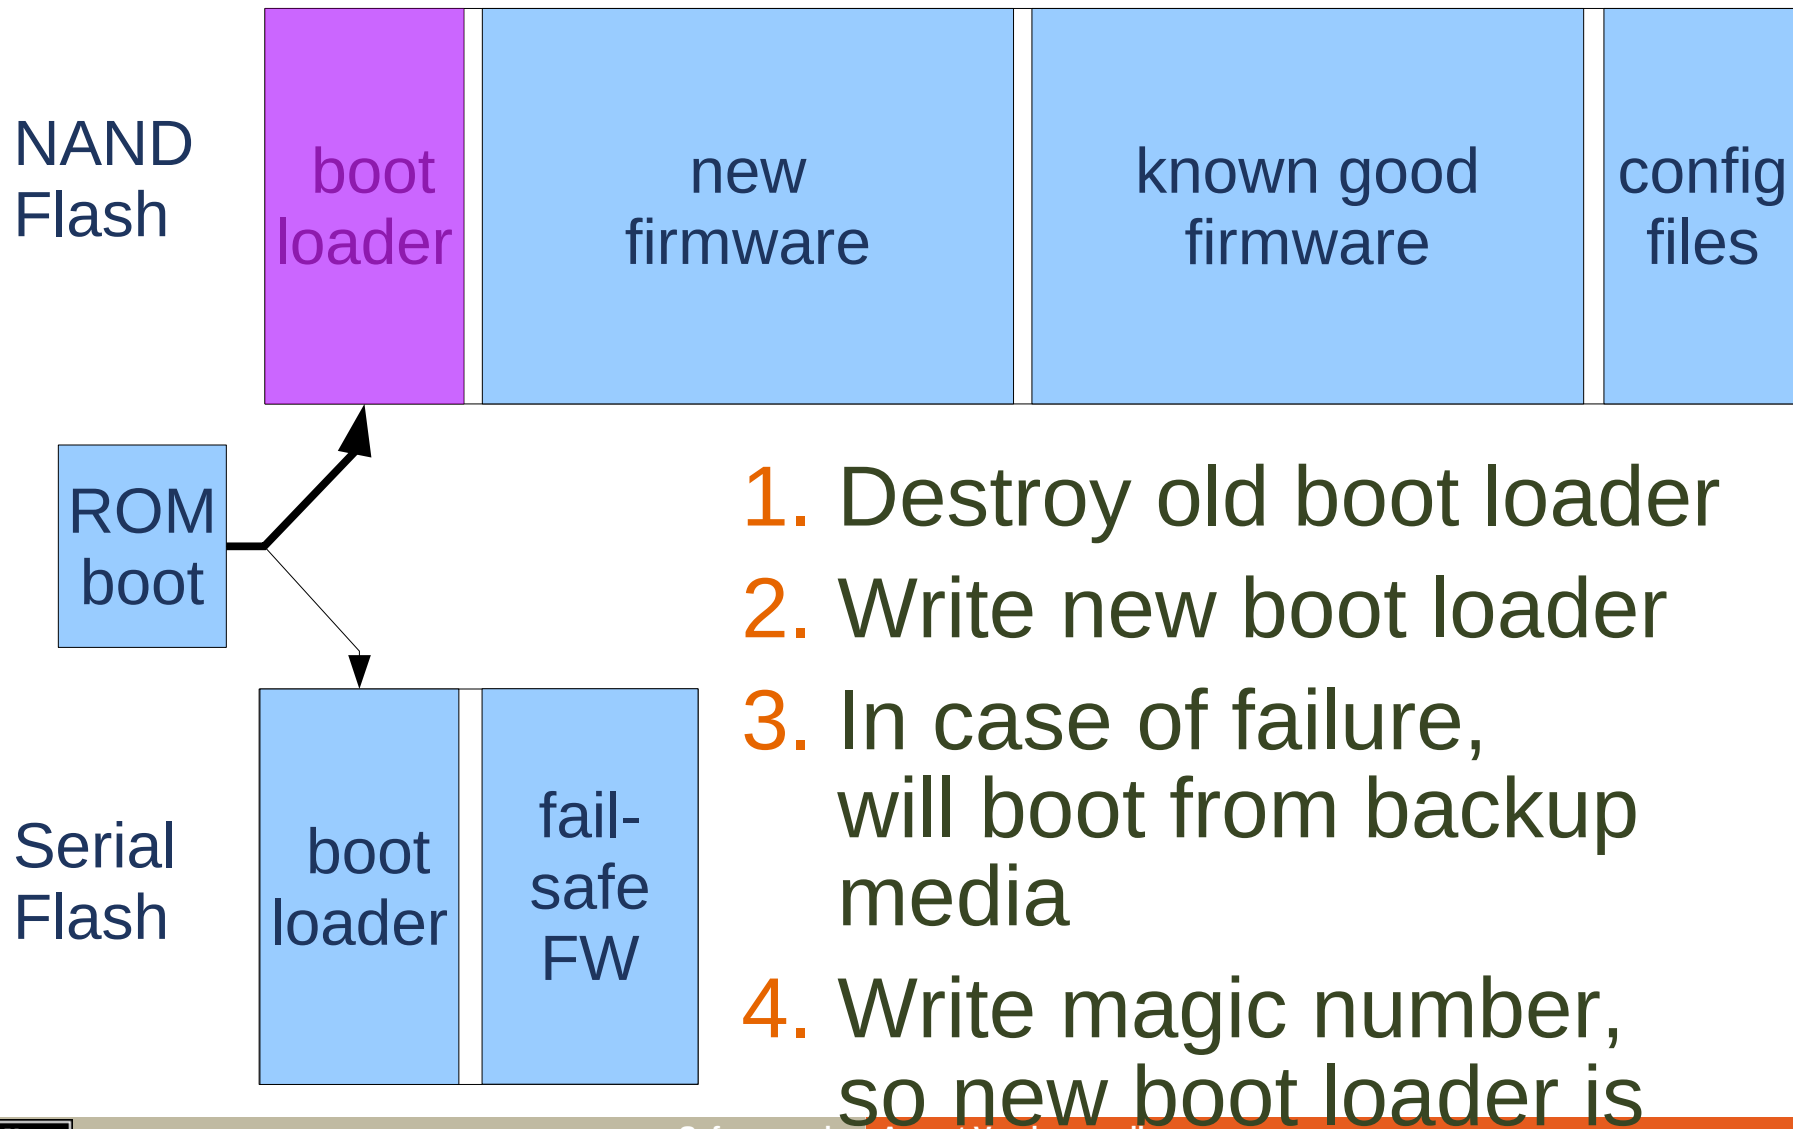 NAND
Flash
boot
loader
new
firmware
known good
firmware
config
files
ROM
boot
1. Destroy old boot loader
2. Write new boot loader
3. In case of failure,
will boot from backup
media
4. Write magic number,
so new boot loader is
Serial
Flash
boot
loader
fail-
safe
FW